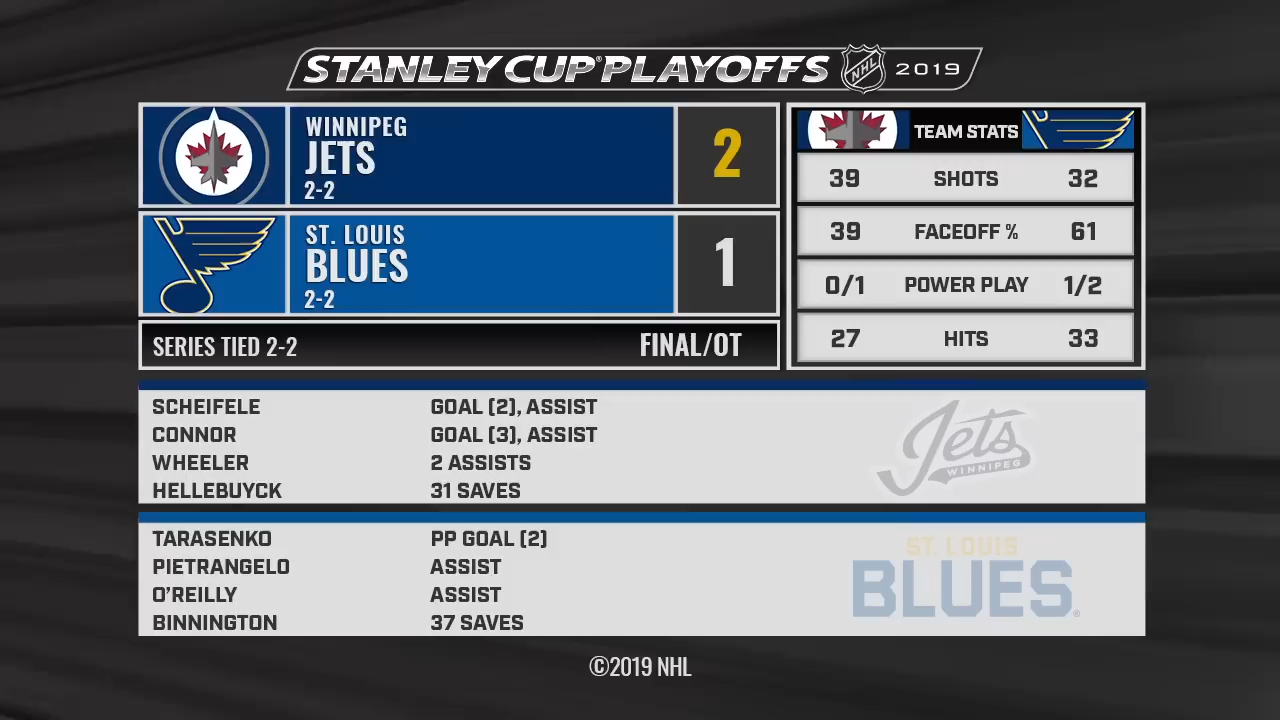 STANLEY CUP® PLAYOFFS NHL 2019
WINNIPEG
JETS
2-2
2
ST. LOUIS
BLUES
2-2
1
SERIES TIED 2-2 FINAL/OT
TEAM STATS
39 SHOTS 32
39 FACEOFF % 61
0/1 POWER PLAY 1/2
27 HITS 33
SCHEIFELE GOAL (2), ASSIST
CONNOR GOAL (3), ASSIST
WHEELER 2 ASSISTS
HELLEBUYCK 31 SAVES
Jets
WINNIPEG
TARASENKO PP GOAL (2)
PIETRANGELO ASSIST
O'REILLY ASSIST
BINNINGTON 37 SAVES
ST. LOUIS
BLUES®
©2019 NHL